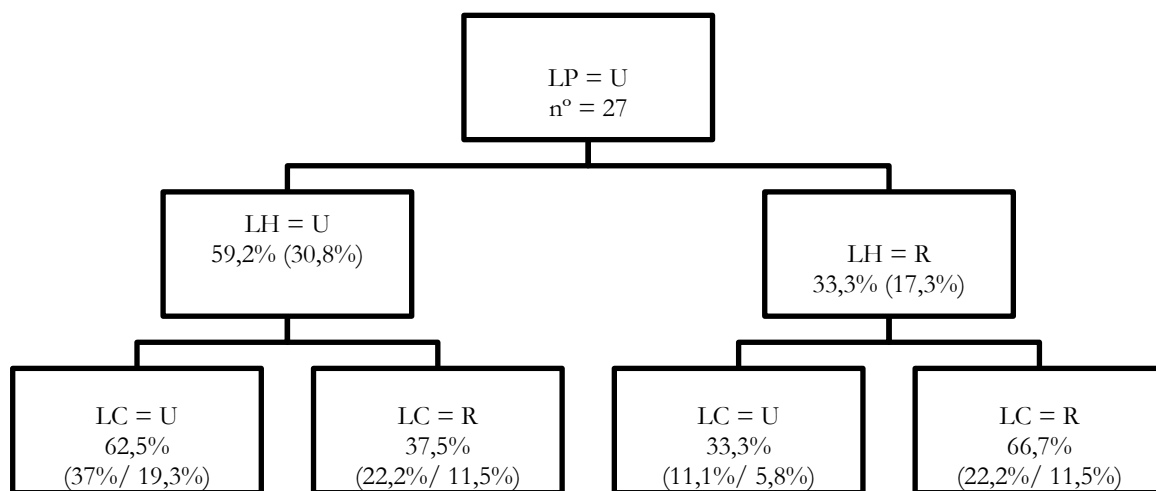 LP = U
nº = 27
LH = U
59,2% (30,8%)
LH = R
33,3% (17,3%)
LC = U
62,5%
(37%/ 19,3%)
LC = R
37,5%
(22,2%/ 11,5%)
LC = U
33,3%
(11,1%/ 5,8%)
LC = R
66,7%
(22,2%/ 11,5%)